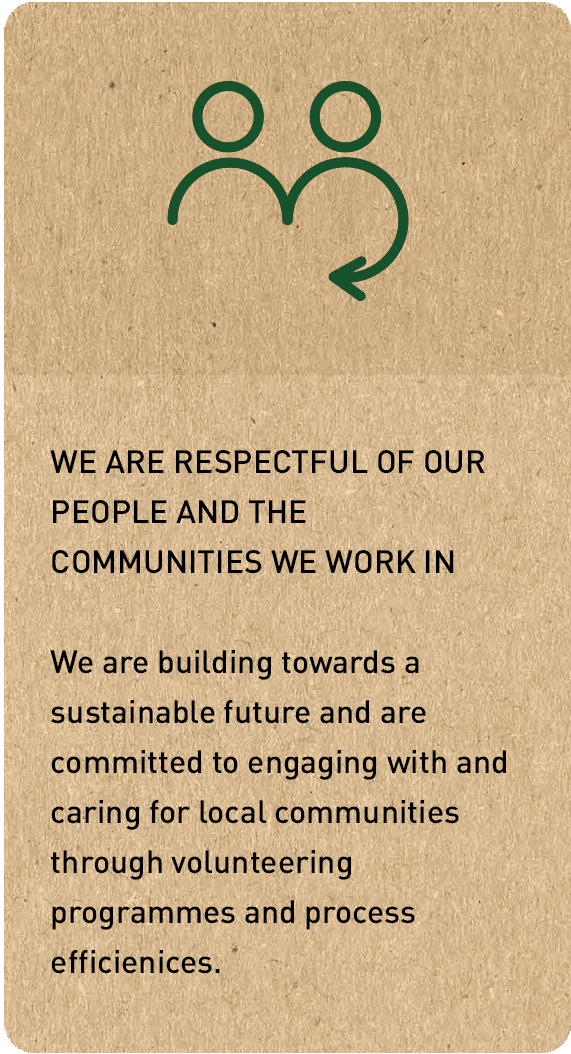 WE ARE RESPECTFUL OF OUR
PEOPLE AND THE
COMMUNITIES WE WORK IN
We are building towards a
sustainable future and are
committed to engaging with and
caring for local communities
through volunteering
programmes and process
efficienices.